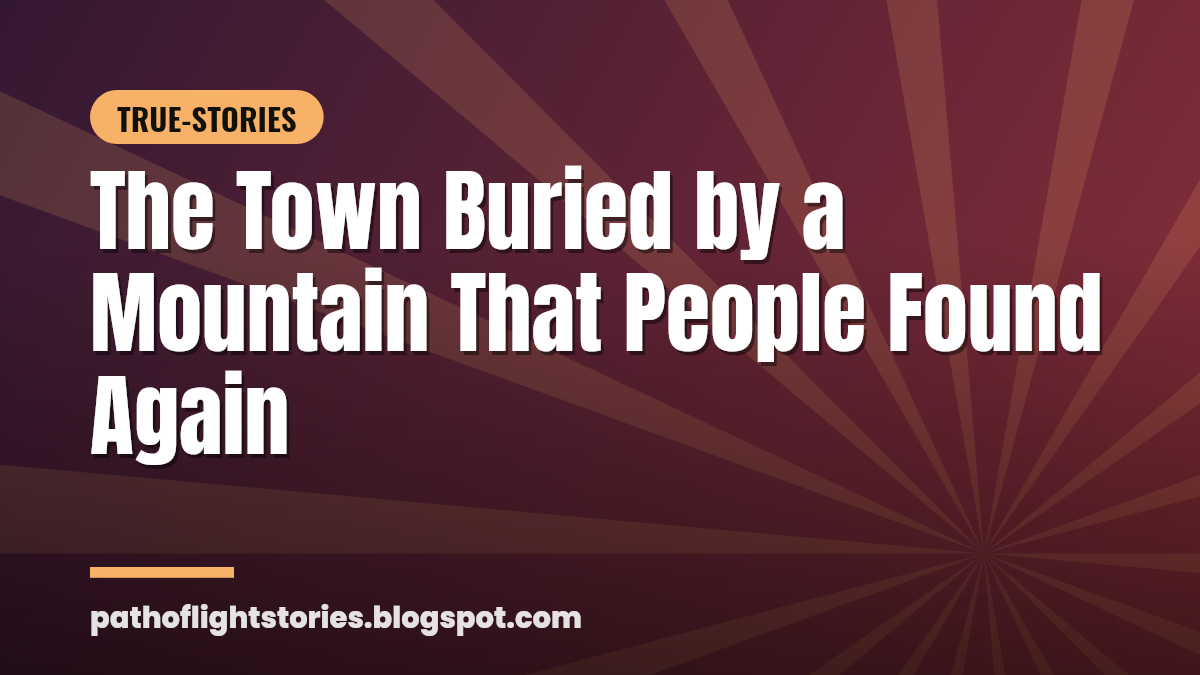 TRUE-STORIES
The Town Buried by a
Mountain That People Found
Again
pathoflightstories.blogspot.com